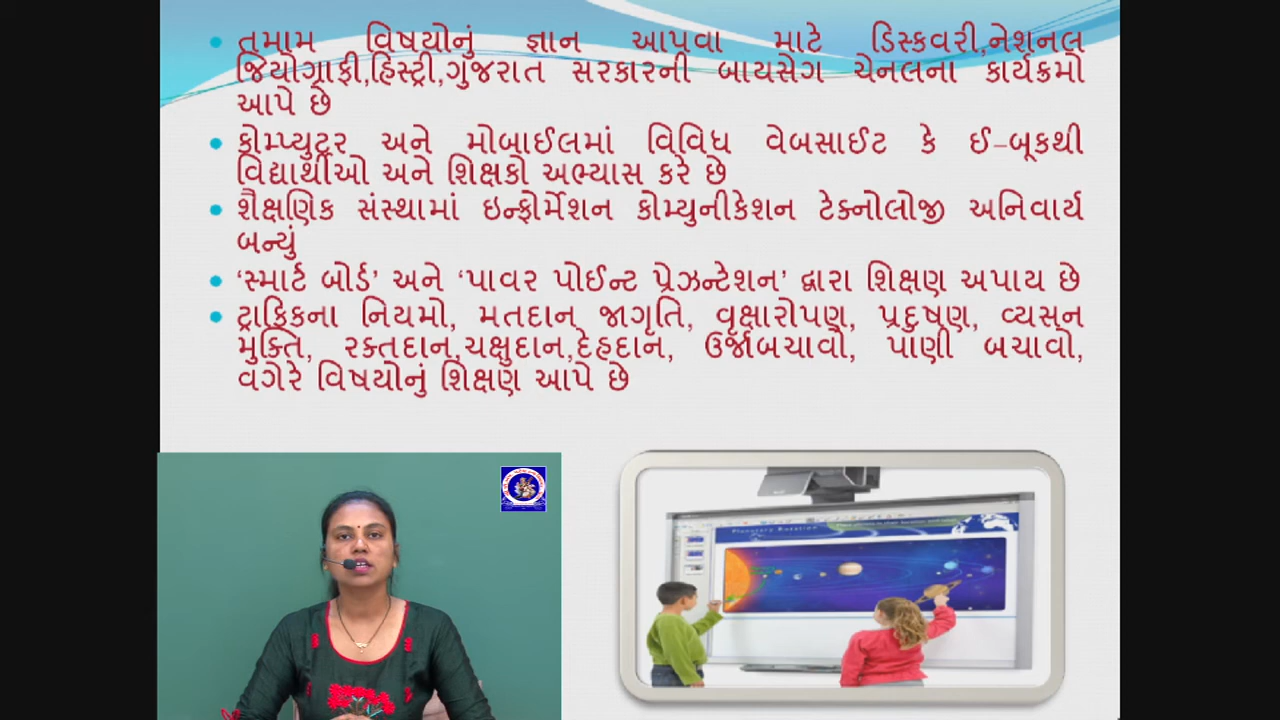 તમામ વિષયોનું જ્ઞાન આપવા માટે ડિસ્કવરી,નેશનલ
જિયોગ્રાફી,હિસ્ટ્રી,ગુજરાત સરકારની બાયસેગ ચેનલના કાર્યક્રમો
આપે છે
કોમ્પ્યુટર અને મોબાઈલમાં વિવિધ વેબસાઈટ કે ઈ-બૂકથી
વિદ્યાર્થીઓ અને શિક્ષકો અભ્યાસ કરે છે
શૈક્ષણિક સંસ્થામાં ઇન્ફોર્મેશન કોમ્યુનીકેશન ટેક્નોલોજી અનિવાર્ય
બન્યું
‘સ્માર્ટ બોર્ડ’ અને ‘પાવર પોઈન્ટ પ્રેઝન્ટેશન’ દ્વારા શિક્ષણ અપાય છે
ટ્રાફિકના નિયમો, મતદાન જાગૃતિ, વૃક્ષારોપણ, પ્રદુષણ, વ્યસન
મુક્તિ, રક્તદાન,ચક્ષુદાન,દેહદાન, ઉર્જાબચાવો, પાણી બચાવો,
વગેરે વિષયોનું શિક્ષણ આપે છે
Planetary Rotation